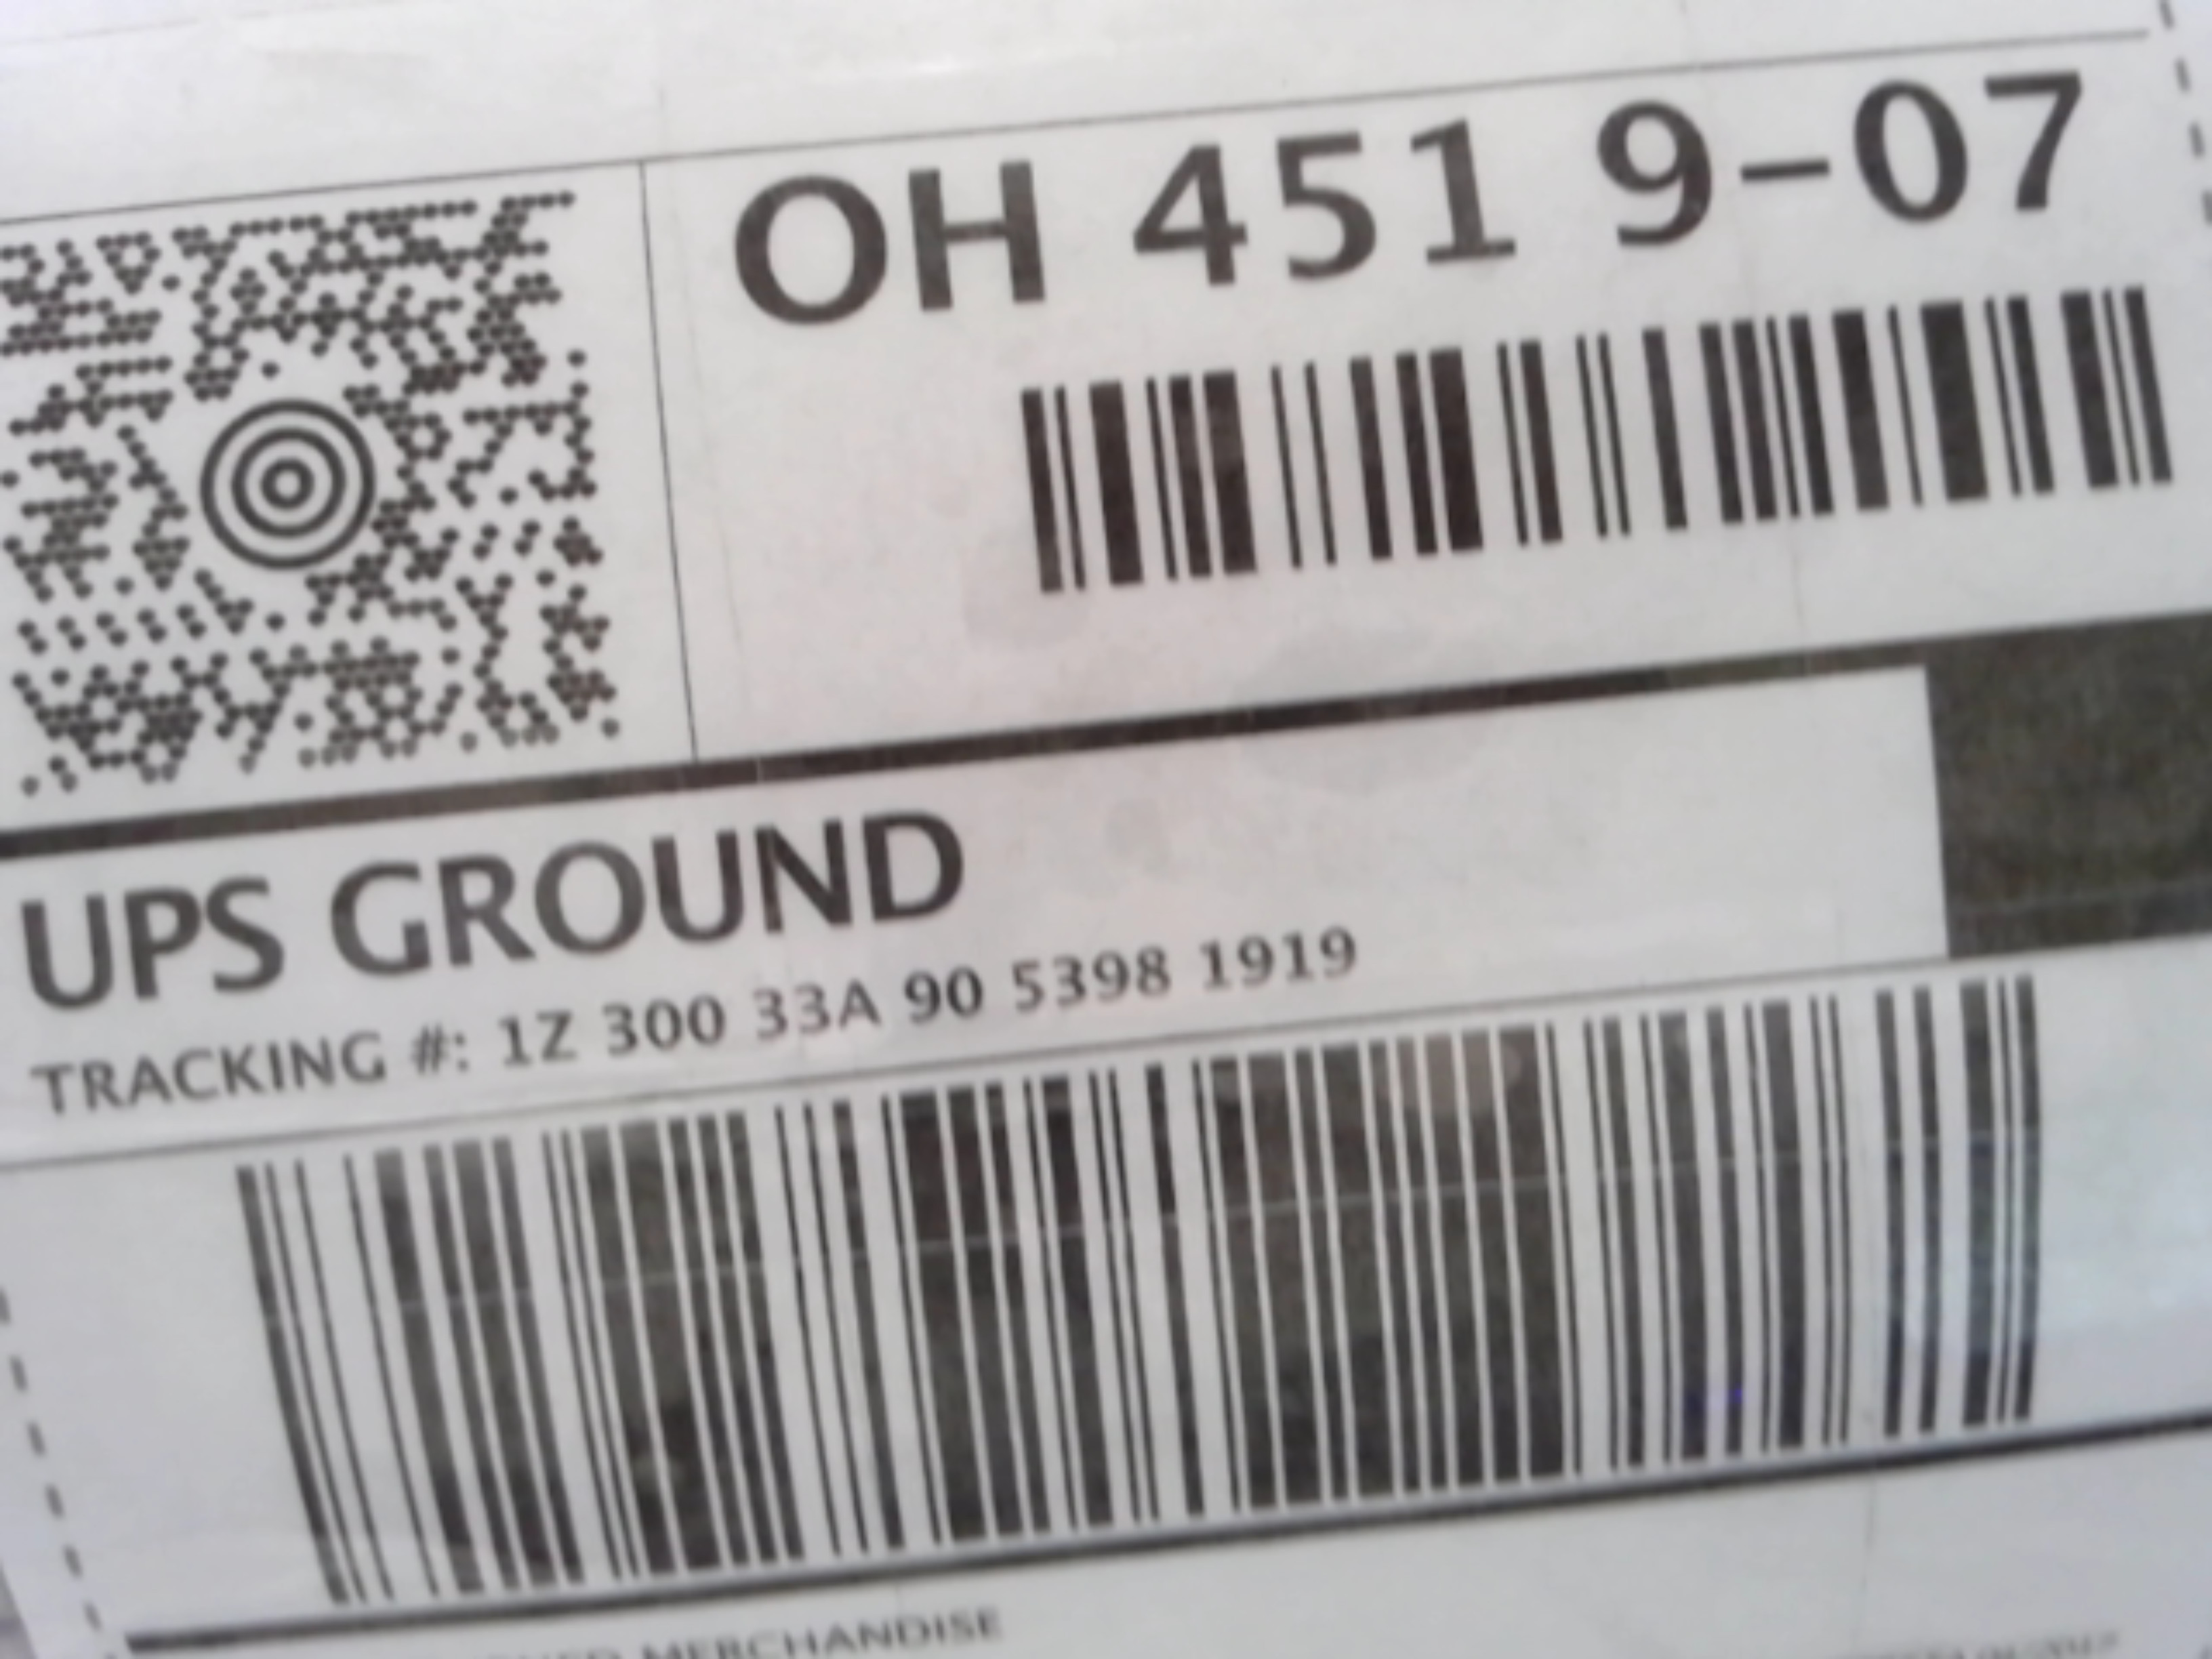 OH 451 9-07
UPS GROUND
TRACKING #: 1Z 300 33A 90 5398 1919
MERCHANDISE